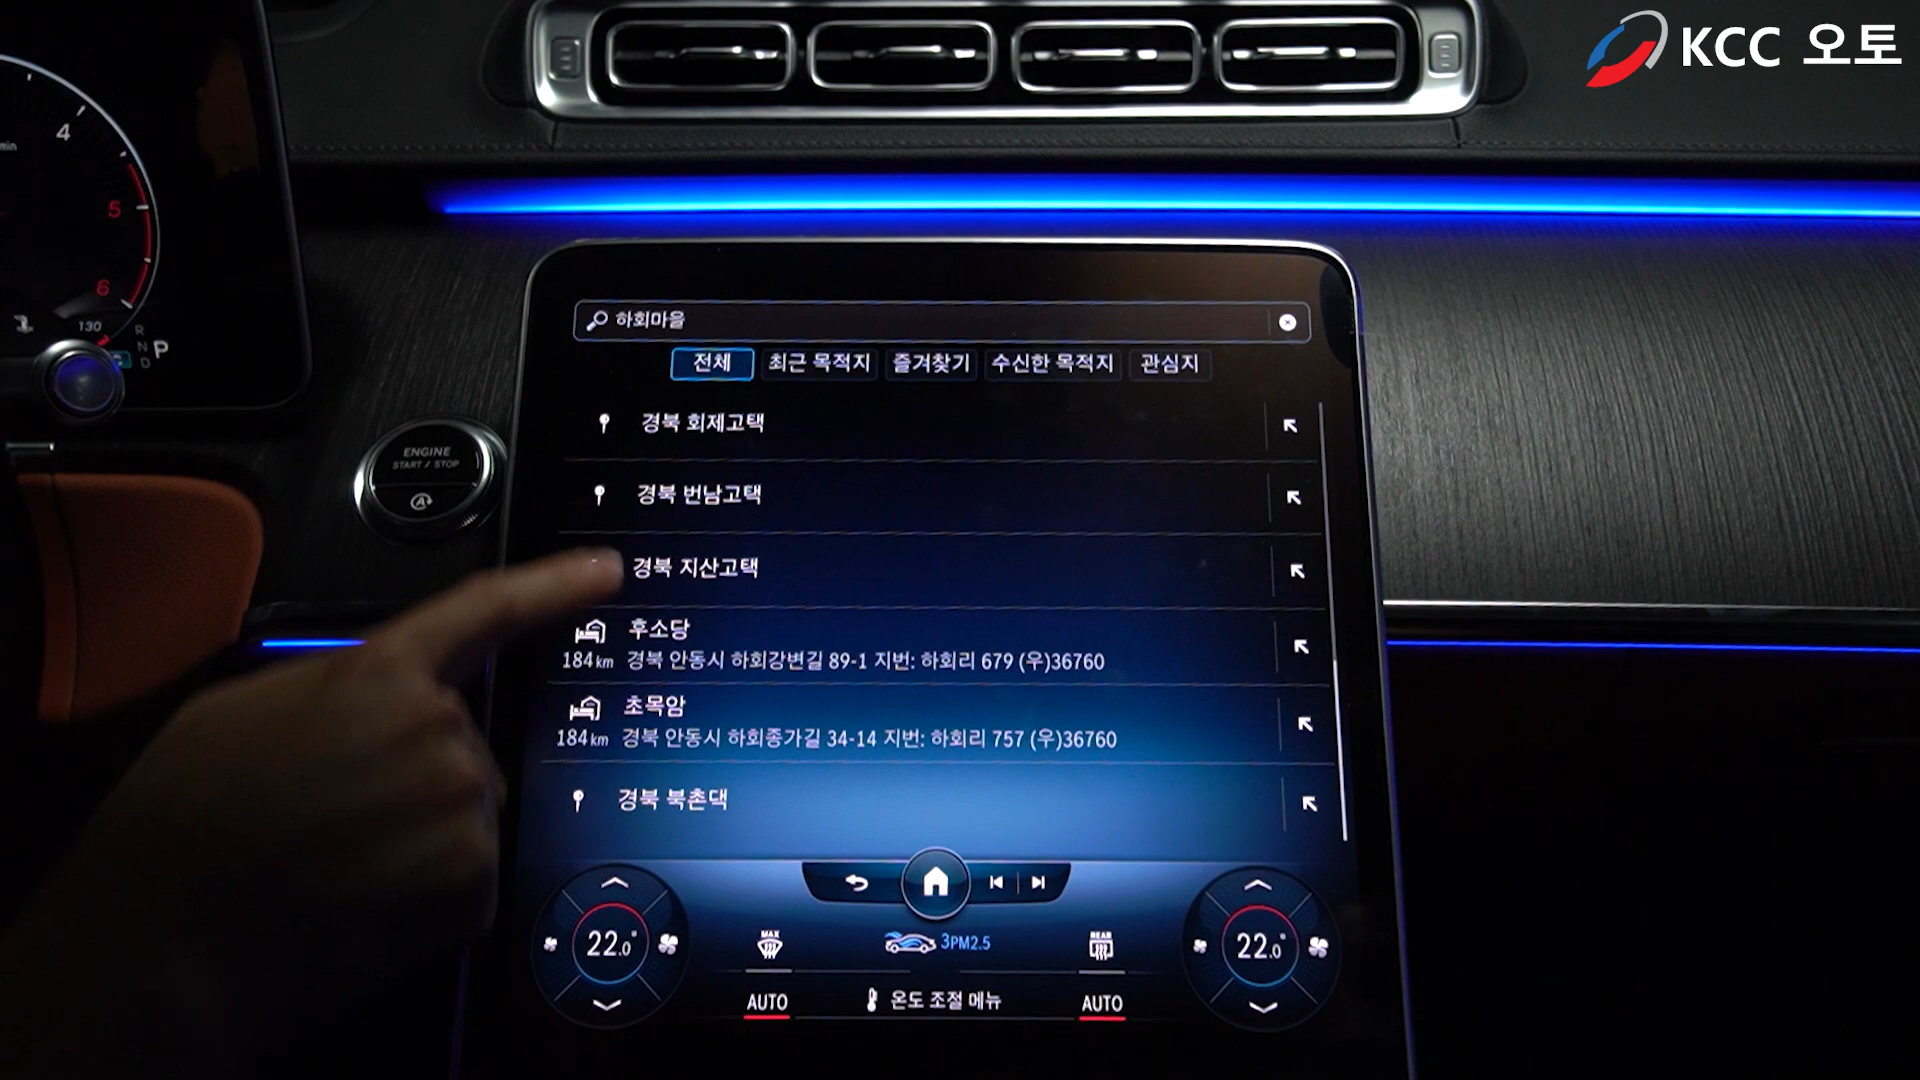 KCC 오토
4
min
5
6
130
R
N
D
P
ENGINE
START / STOP
A
하회마을
전체 최근 목적지 즐겨찾기 수신한 목적지 관심지
경북 회제고택
경북 번남고택
경북 지산고택
후소당
184km 경북 안동시 하회강변길 89-1 지번: 하회리 679 (우)36760
초목암
184km 경북 안동시 하회종가길 34-14 지번: 하회리 757 (우)36760
경북 북촌댁
22.0° MAX 3PM2.5 REAR 22.0°
AUTO 온도 조절 메뉴 AUTO